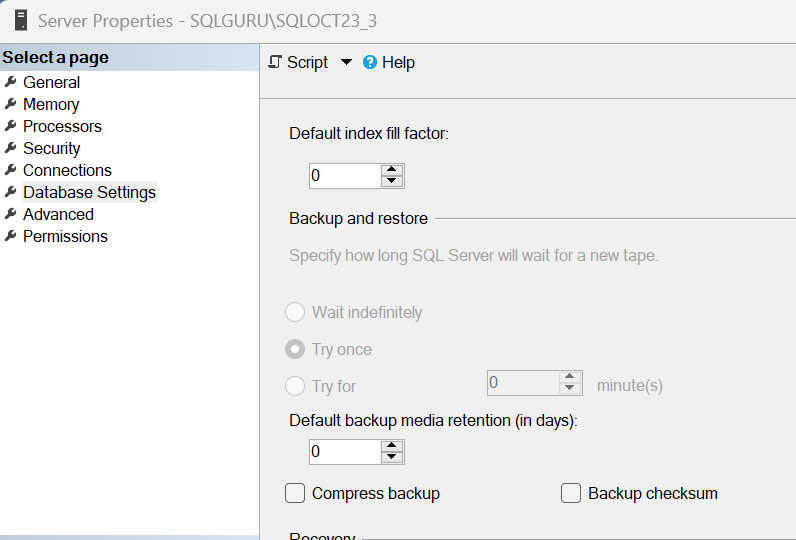 Server Properties - SQLGURU\SQLOCT23_3
Select a page
General
Memory
Processors
Security
Connections
Database Settings
Advanced
Permissions
Script
Help
Default index fill factor:
0
Backup and restore
Specify how long SQL Server will wait for a new tape.
Wait indefinitely
Try once
Try for 0 minute(s)
Default backup media retention (in days):
0
Compress backup Backup checksum
Recovery